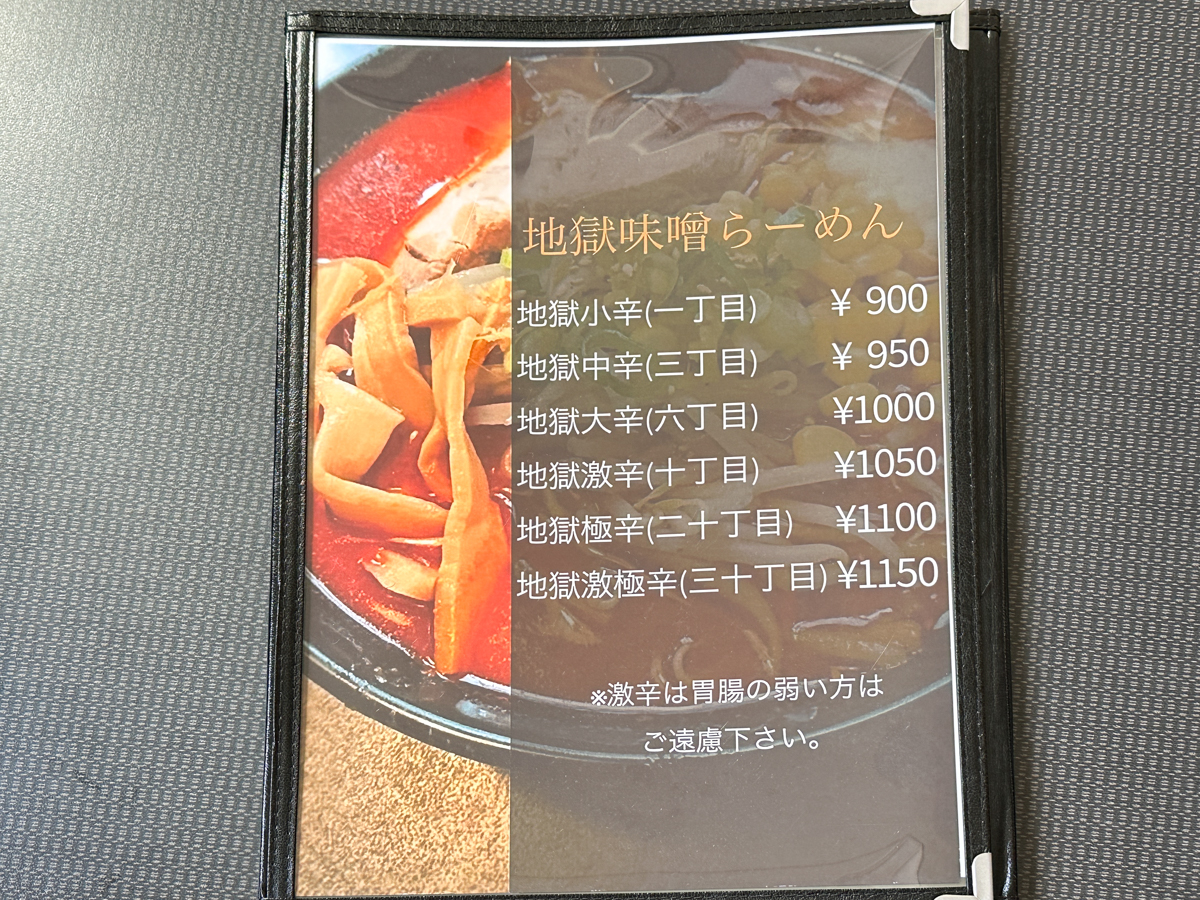 地獄味噌らーめん
地獄小辛(一丁目) ¥ 900
地獄中辛(三丁目) ¥ 950
地獄大辛(六丁目) ¥1000
地獄激辛(十丁目) ¥1050
地獄極辛(二十丁目) ¥1100
地獄激極辛(三十丁目) ¥1150
※激辛は胃腸の弱い方は
ご遠慮下さい。